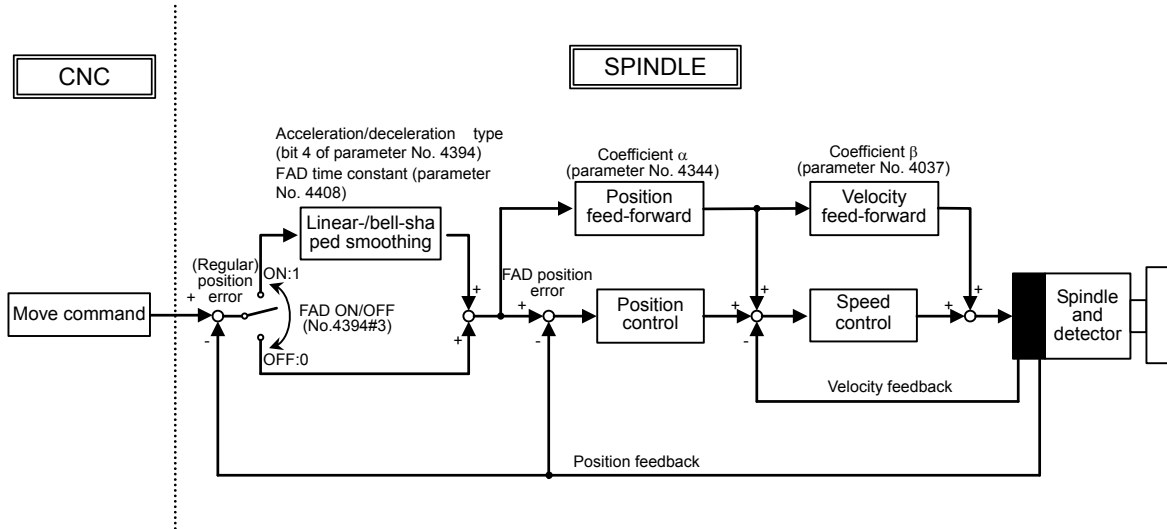 CNC
SPINDLE
Acceleration/deceleration type
(bit 4 of parameter No. 4394)
FAD time constant (parameter
No. 4408)
Coefficient α
(parameter No. 4344)
Coefficient β
(parameter No. 4037)
Linear-/bell-sha
ped smoothing
Position
feed-forward
Velocity
feed-forward
(Regular)
position
error
ON:1
FAD ON/OFF
(No.4394#3)
OFF:0
+
-
+
+
FAD position
error
+
-
+
+
-
+
+
Move command
Position
control
Speed
control
Spindle
and
detector
Velocity feedback
Position feedback